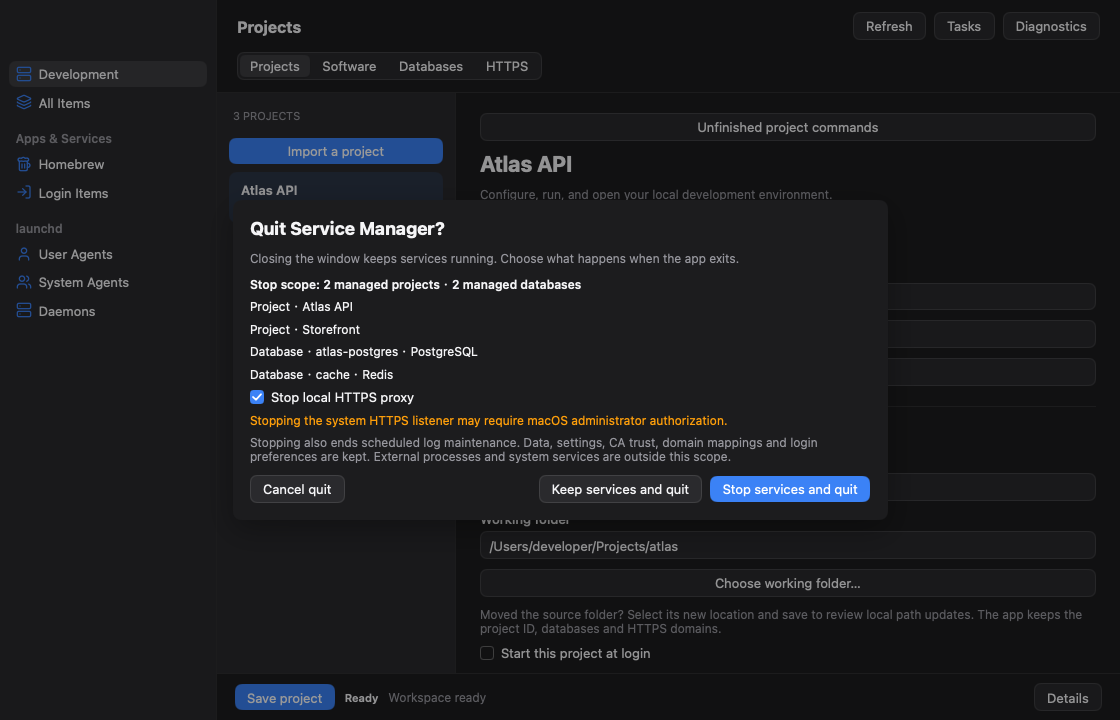 Projects
Refresh
Tasks
Diagnostics
Development
All Items
Apps & Services
Homebrew
Login Items
launchd
User Agents
System Agents
Daemons
Projects
Software
Databases
HTTPS
3 PROJECTS
Import a project
Atlas API
Unfinished project commands
Atlas API
Configure, run, and open your local development environment.
Quit Service Manager?
Closing the window keeps services running. Choose what happens when the app exits.
Stop scope: 2 managed projects · 2 managed databases
Project · Atlas API
Project · Storefront
Database · atlas-postgres · PostgreSQL
Database · cache · Redis
Stop local HTTPS proxy
Stopping the system HTTPS listener may require macOS administrator authorization.
Stopping also ends scheduled log maintenance. Data, settings, CA trust, domain mappings and login
preferences are kept. External processes and system services are outside this scope.
Cancel quit
Keep services and quit
Stop services and quit
Working folder
/Users/developer/Projects/atlas
Choose working folder...
Moved the source folder? Select its new location and save to review local path updates. The app keeps the
project ID, databases and HTTPS domains.
Start this project at login
Save project
Ready
Workspace ready
Details